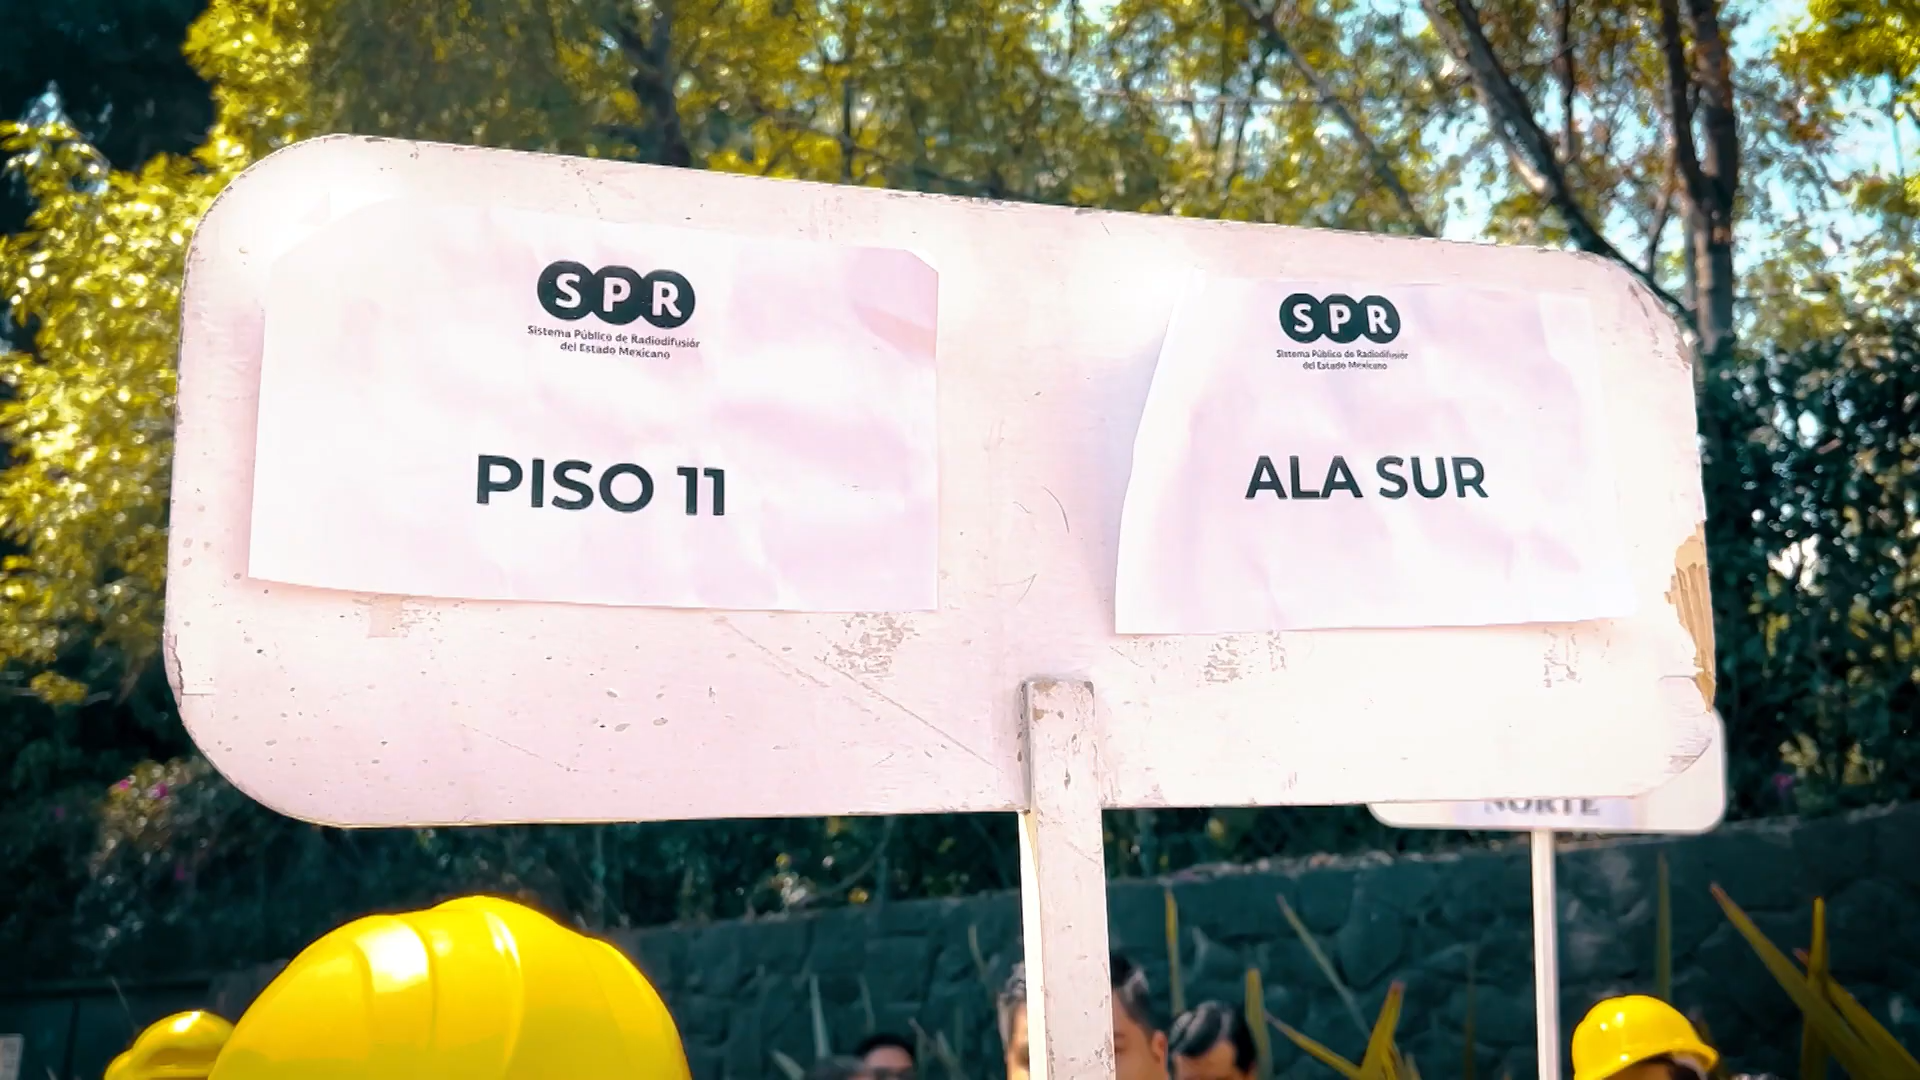 SPR
Sistema Público de Radiodifusión
del Estado Mexicano
PISO 11
SPR
Sistema Público de Radiodifusión
del Estado Mexicano
ALA SUR
NORTE